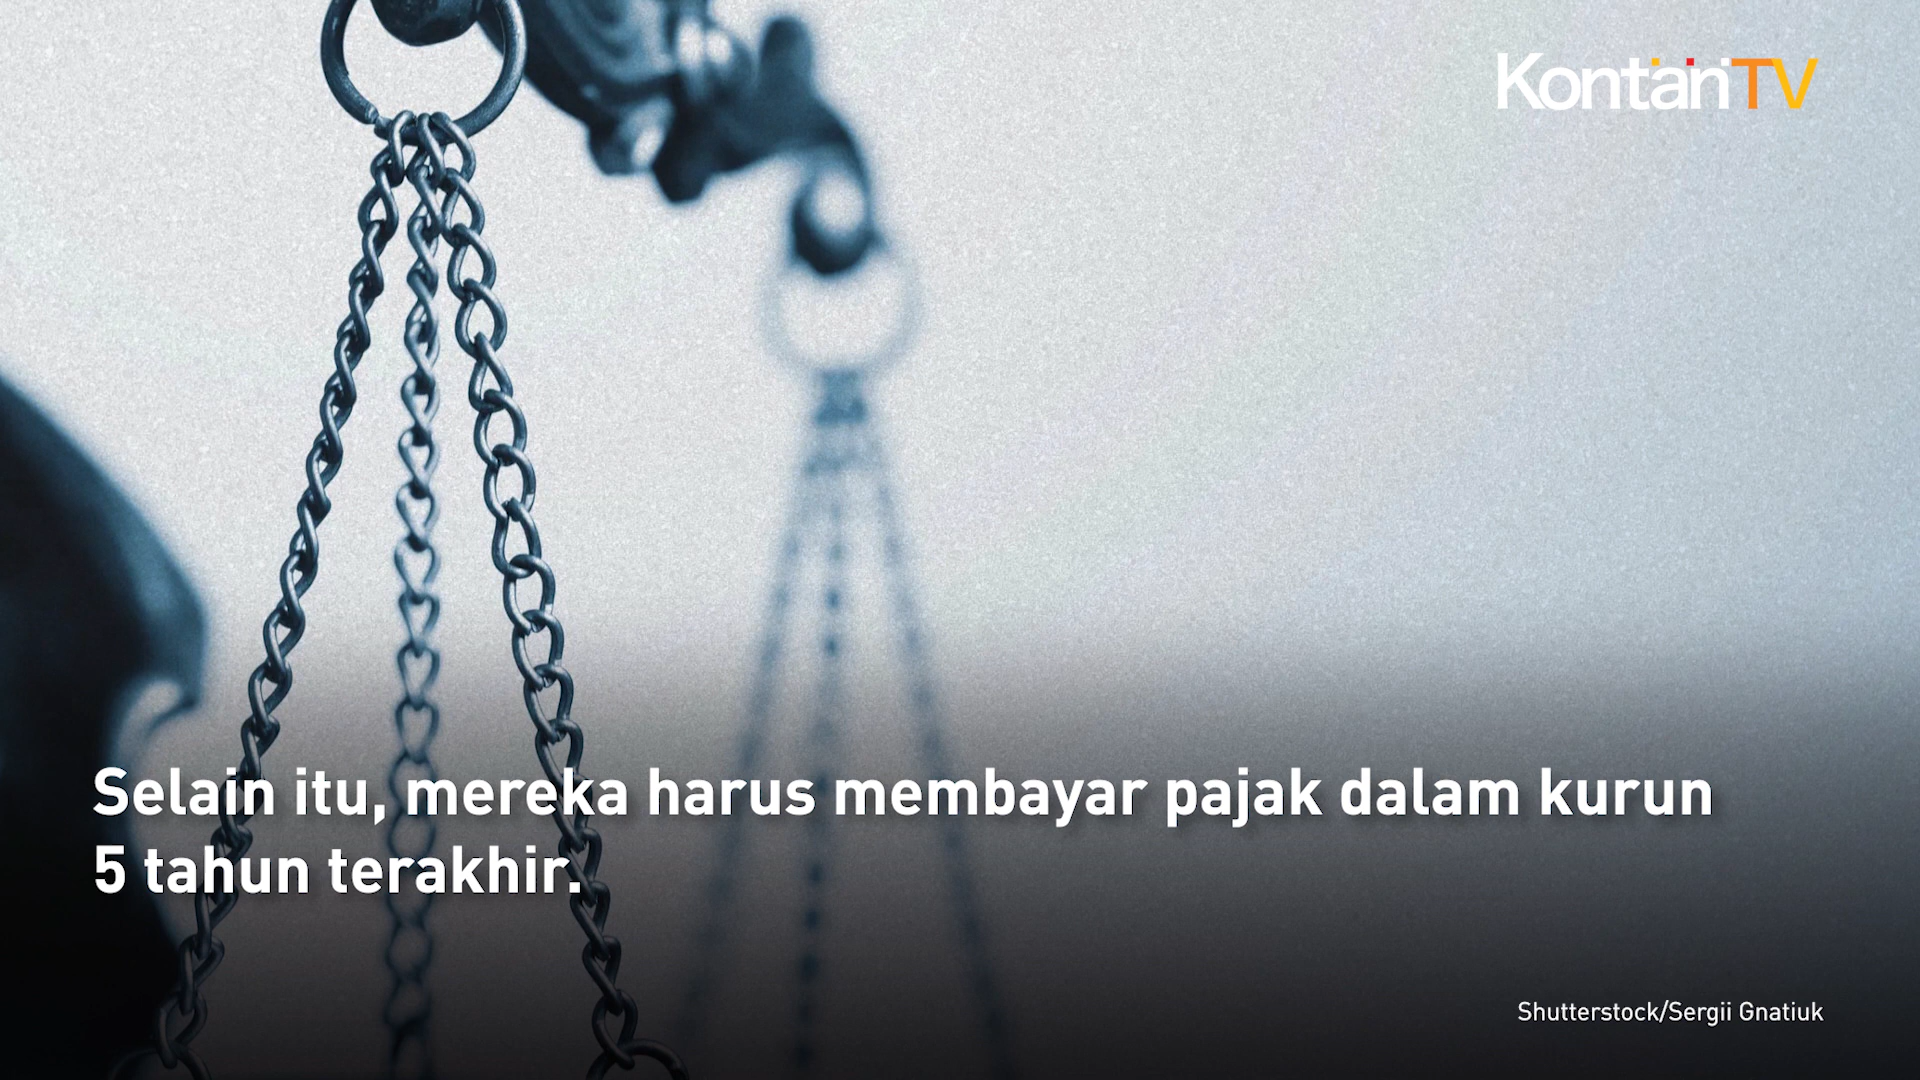 KontanTV
Selain itu, mereka harus membayar pajak dalam kurun
5 tahun terakhir.
Shutterstock/Sergii Gnatiuk